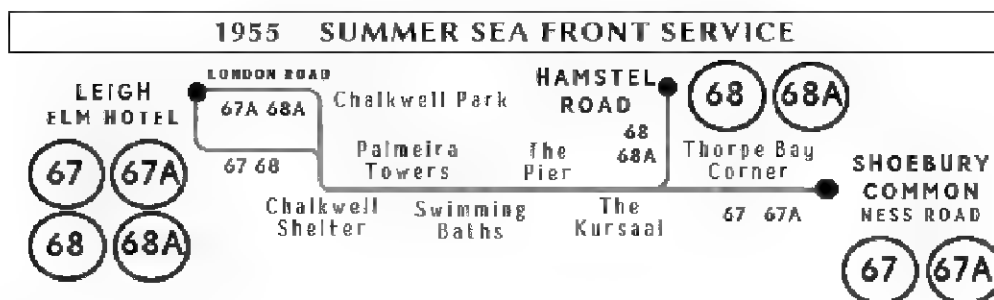 1955 SUMMER SEA FRONT SERVICE
LEIGH
ELM HOTEL
67 67A
68 68A
LONDON ROAD
67A 68A
67 68
Chalkwell Park
Chalkwell
Shelter
Palmeira
Towers
Swimming
Baths
The
Pier
The
Kursaal
HAMSTEL
ROAD
68 68A
68
68A
Thorpe Bay
Corner
67 67A
SHOEBURY
COMMON
NESS ROAD
67 67A